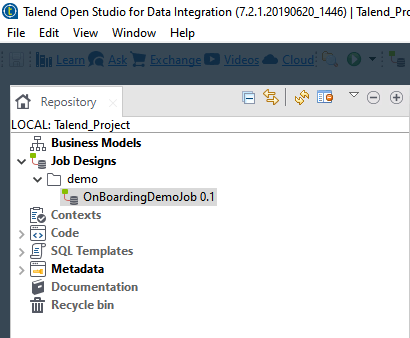 Talend Open Studio for Data Integration (7.2.1.20190620_1446) | Talend_Pro
File Edit View Window Help
Learn Ask Exchange Videos Cloud
Repository
LOCAL: Talend_Project
Business Models
Job Designs
demo
OnBoardingDemoJob 0.1
Contexts
Code
SQL Templates
Metadata
Documentation
Recycle bin